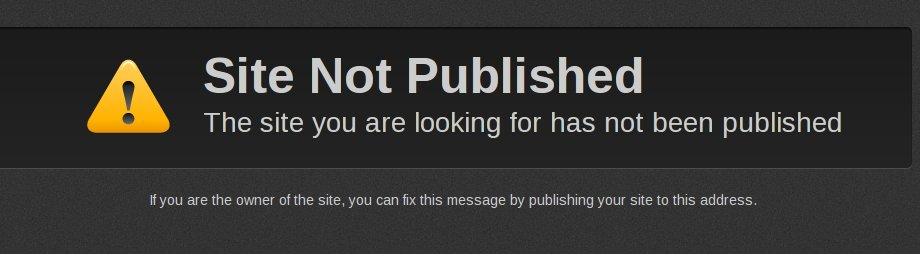 Site Not Published
The site you are looking for has not been published
If you are the owner of the site, you can fix this message by publishing your site to this address.